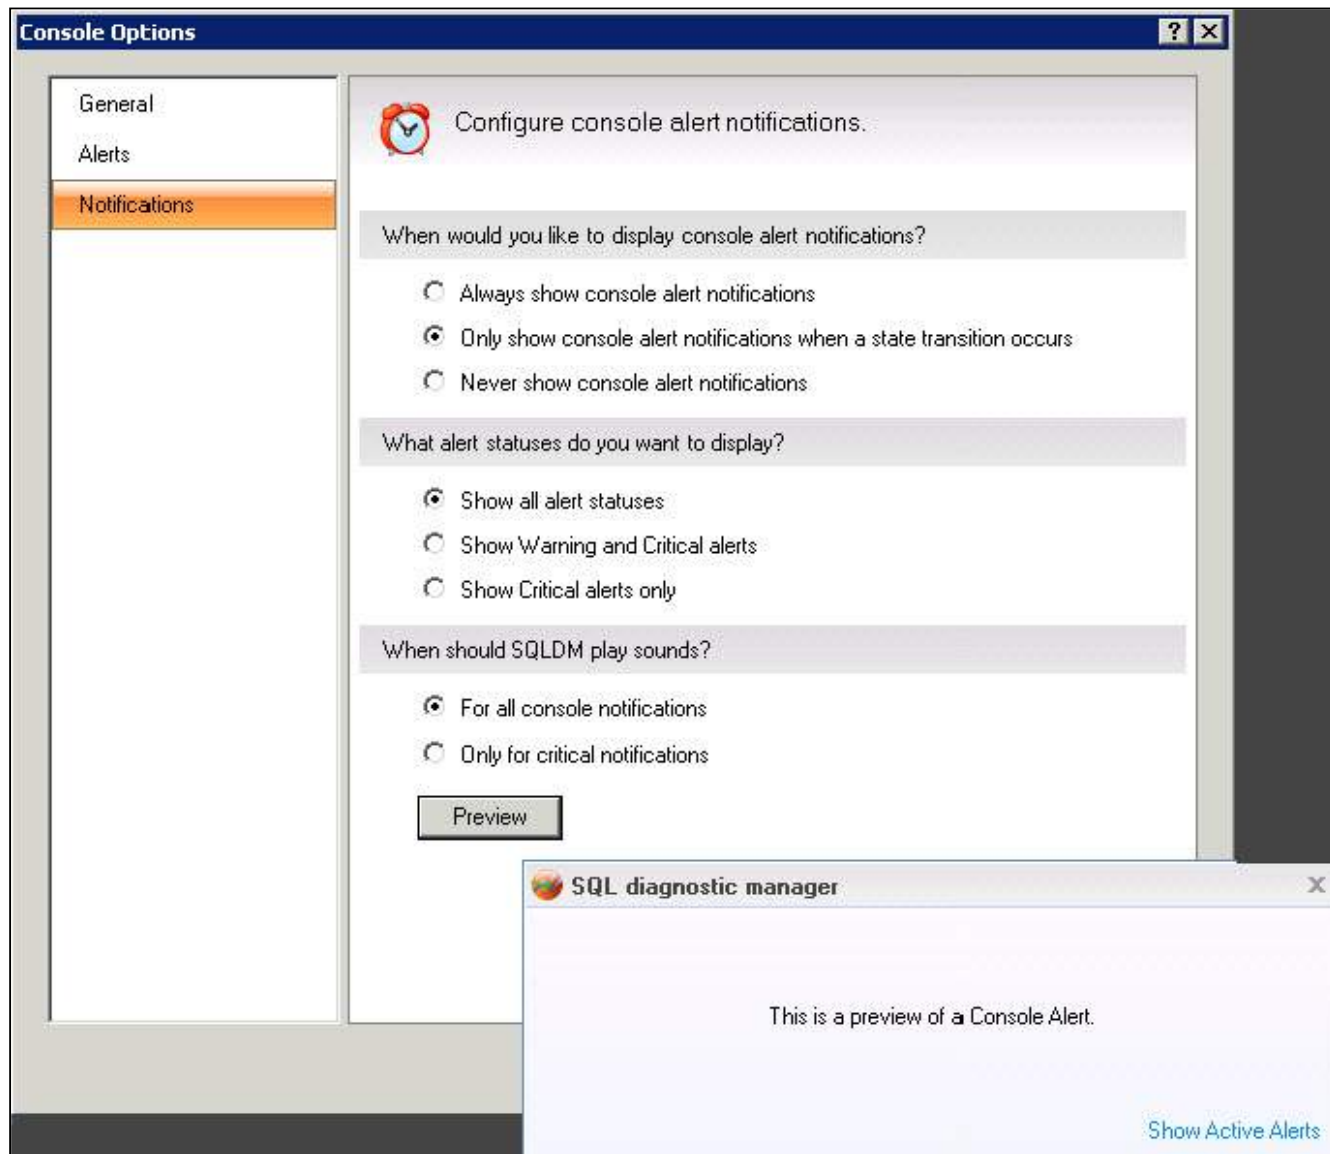 Console Options
General
Alerts
Notifications
Configure console alert notifications.
When would you like to display console alert notifications?
Always show console alert notifications
Only show console alert notifications when a state transition occurs
Never show console alert notifications
What alert statuses do you want to display?
Show all alert statuses
Show Warning and Critical alerts
Show Critical alerts only
When should SQLDM play sounds?
For all console notifications
Only for critical notifications
Preview
SQL diagnostic manager
This is a preview of a Console Alert.
Show Active Alerts